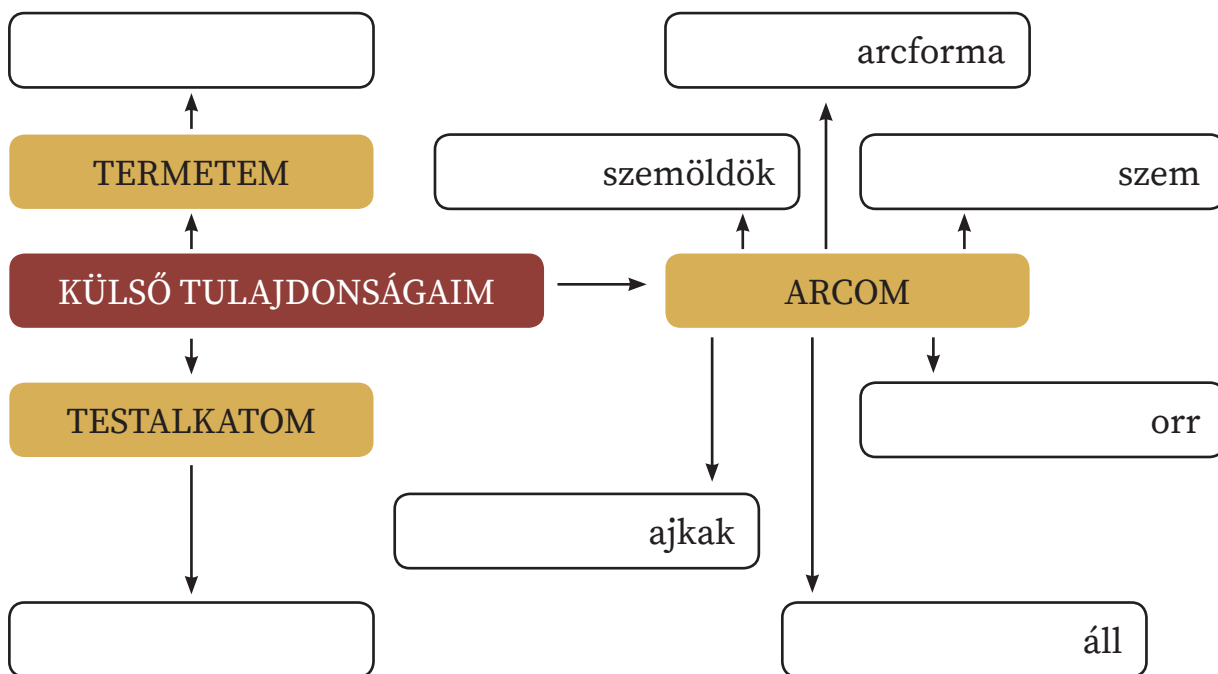 arcforma
TERMETEM
szemöldök
szem
KÜLSŐ TULAJDONSÁGAIM
ARCOM
TESTALKATOM
orr
ajkak
áll